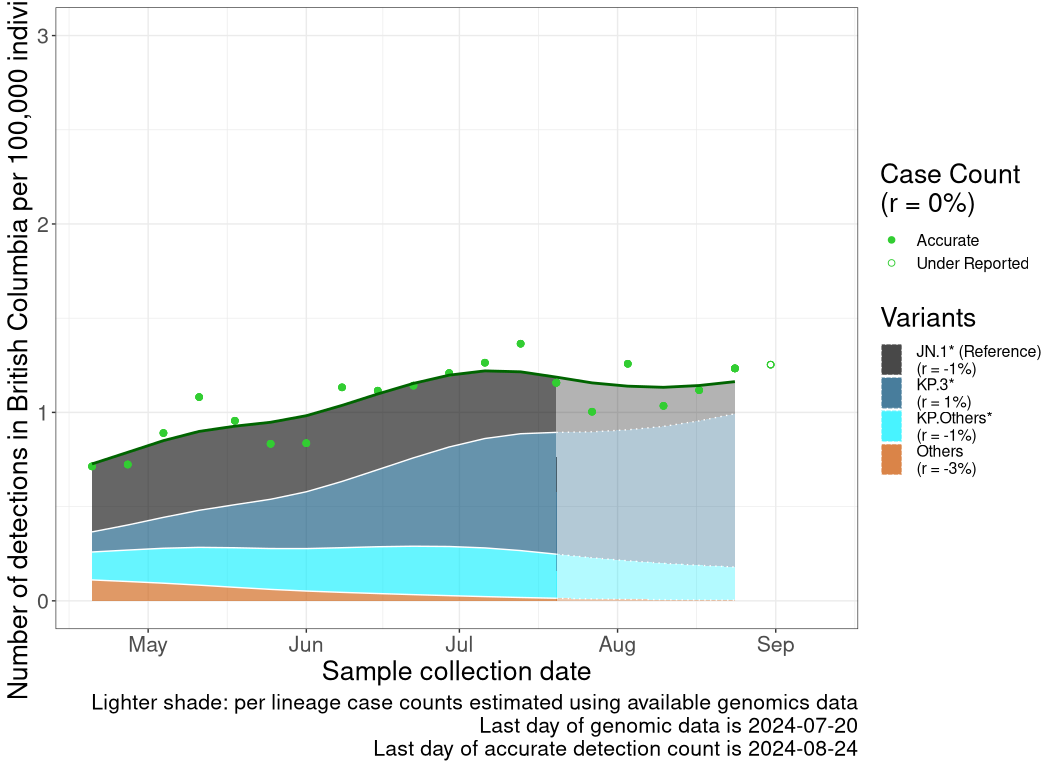 Number of detections in British Columbia per 100,000
3
2
1
0
May Jun Jul Aug Sep
Sample collection date
Lighter shade: per lineage case counts estimated using available genomics data
Last day of genomic data is 2024-07-20
Last day of accurate detection count is 2024-08-24
Case Count
(r = 0%)
Accurate
Under Reported
Variants
JN.1* (Reference)
(r = -1%)
KP.3*
(r = 1%)
KP.Others*
(r = -1%)
Others
(r = -3%)